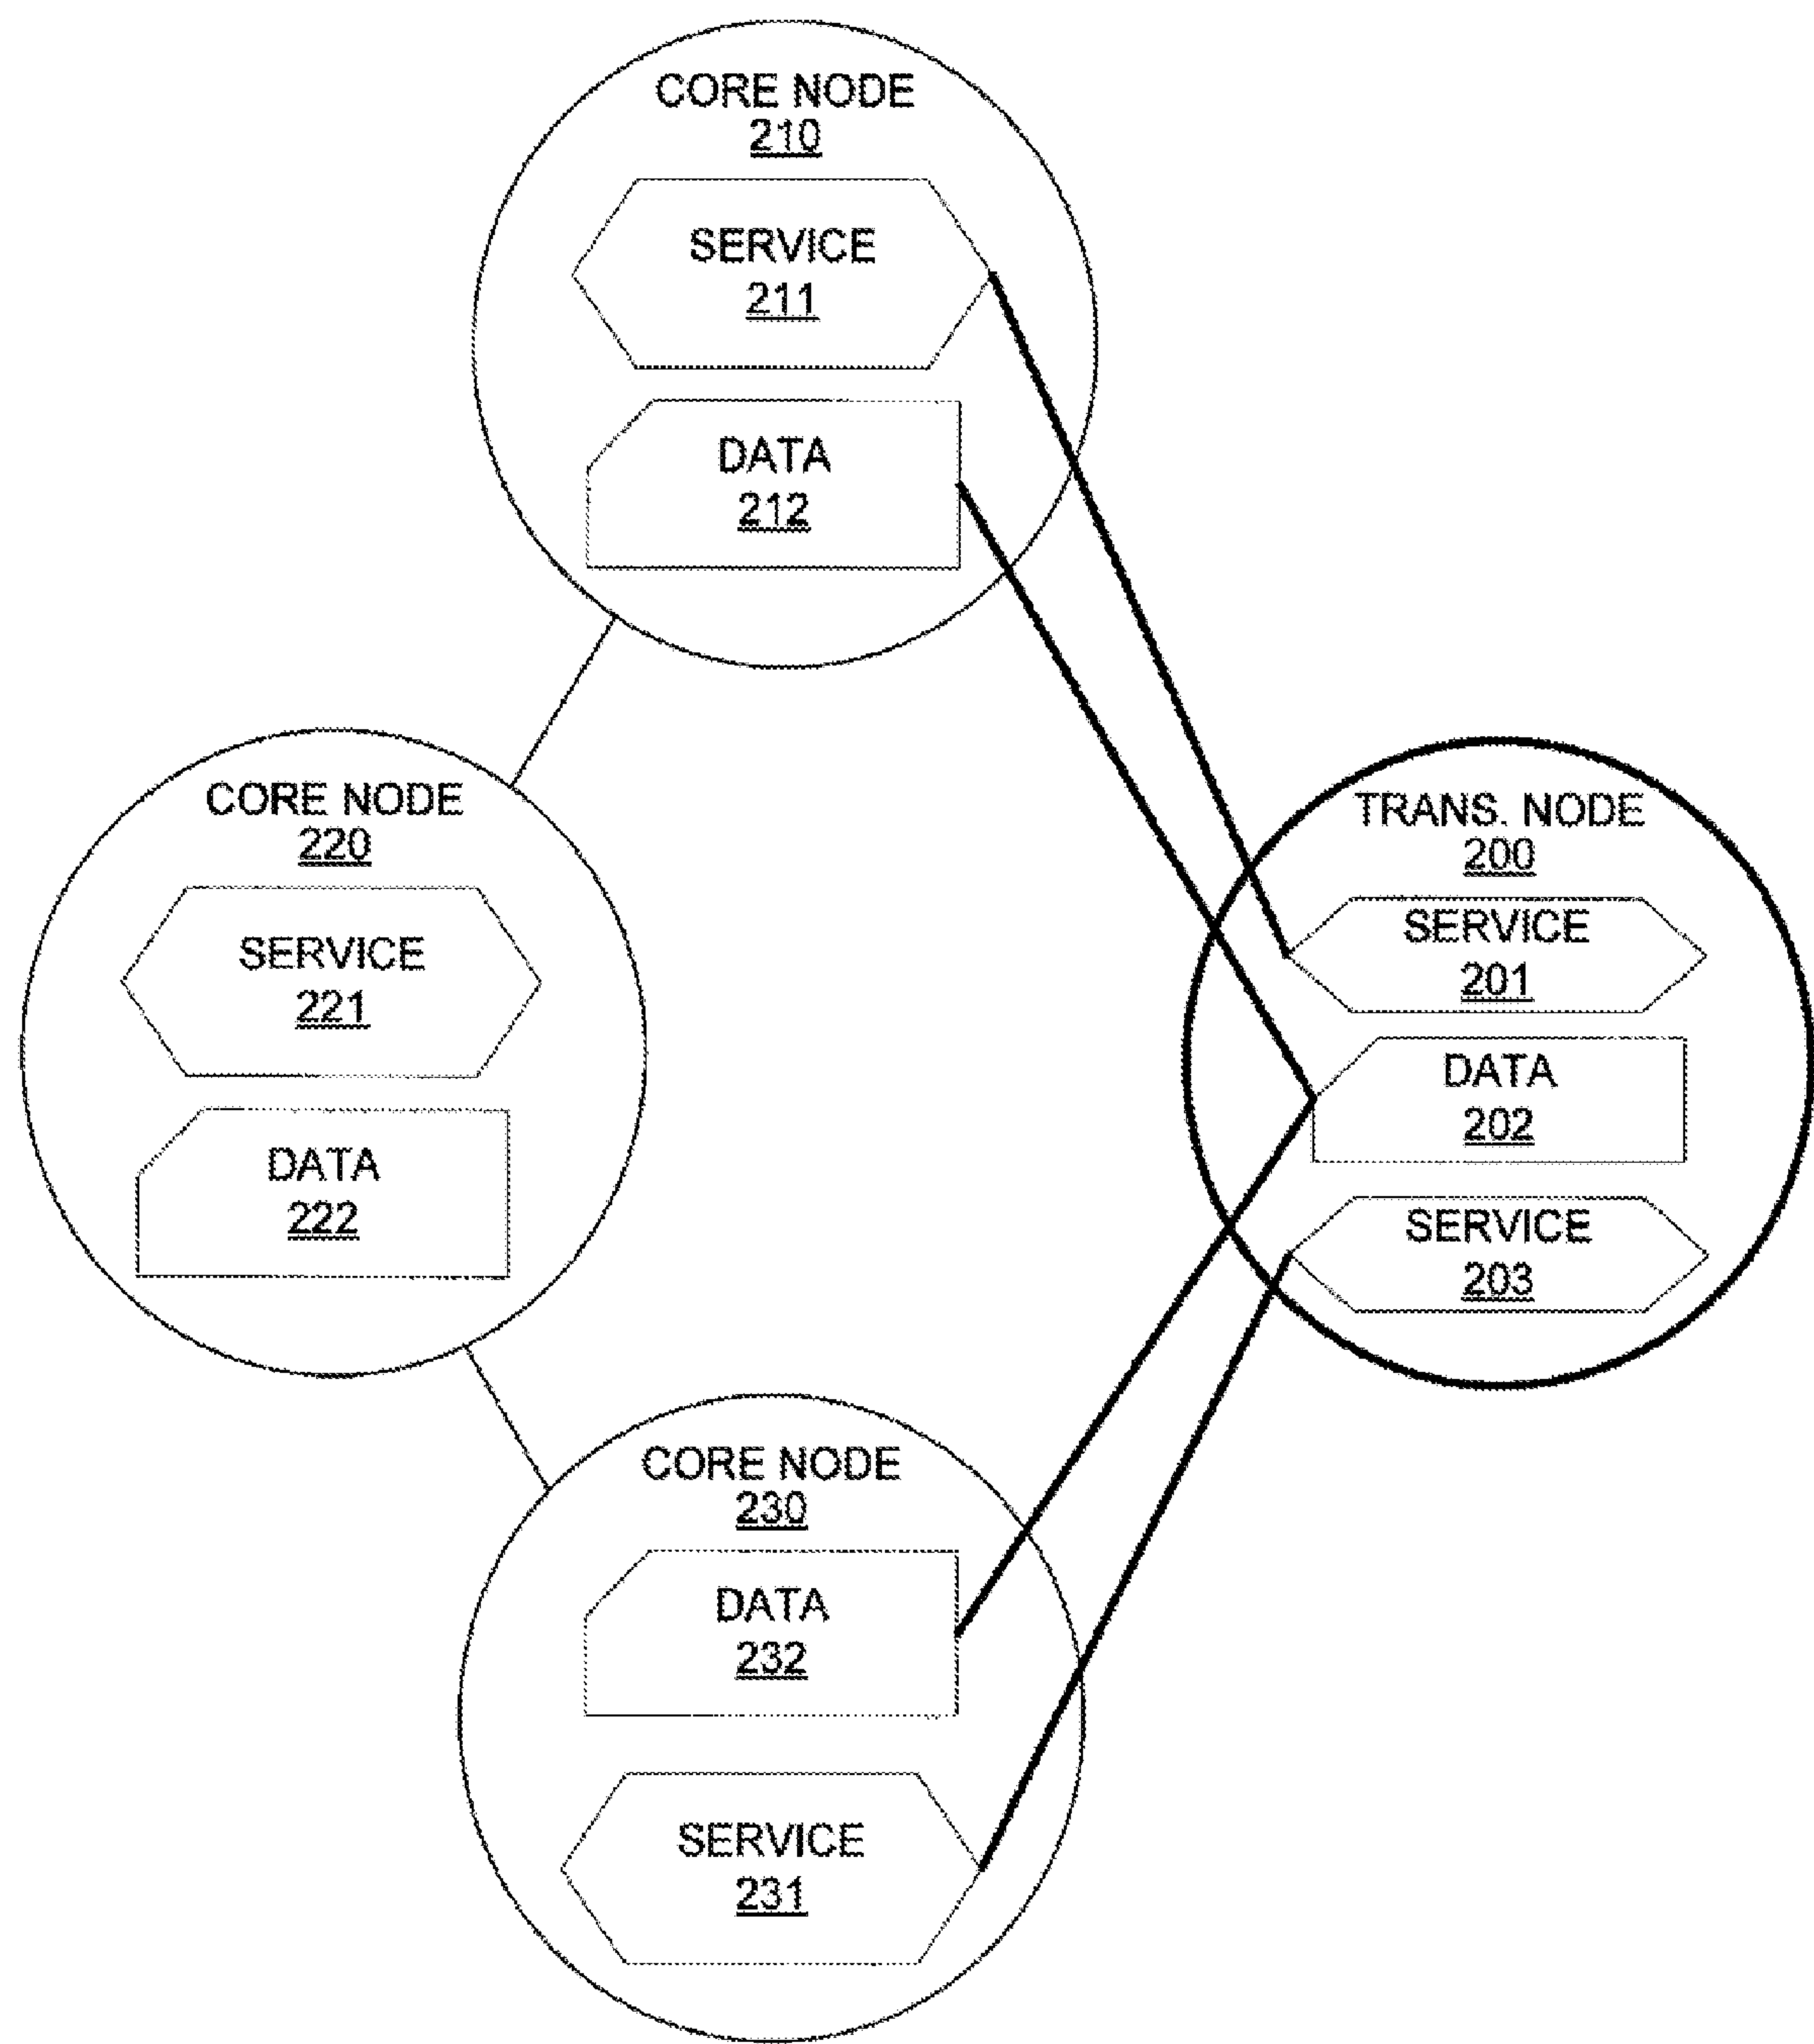 CORE NODE
210
SERVICE
211
DATA
212
CORE NODE
220
SERVICE
221
DATA
222
TRANS. NODE
200
SERVICE
201
DATA
202
SERVICE
203
CORE NODE
230
DATA
232
SERVICE
231